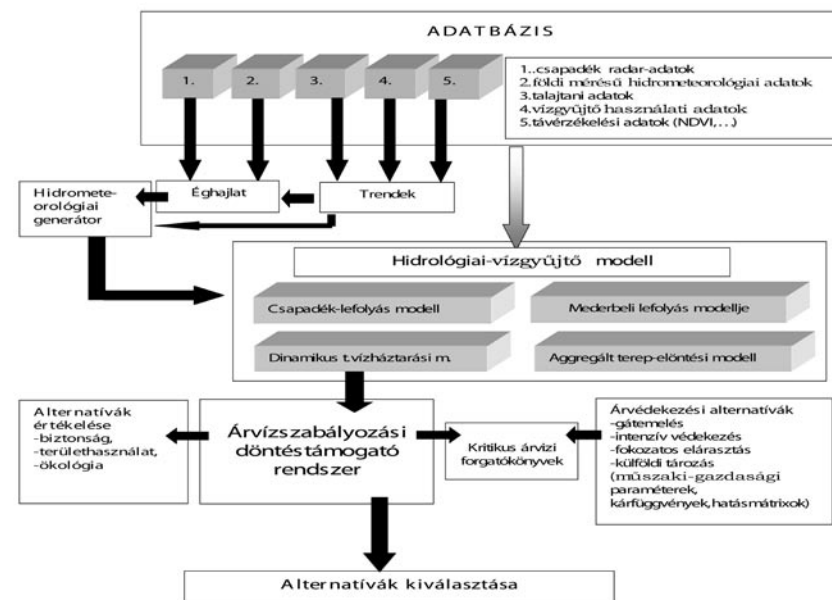 ADATBÁZIS
1.
2.
3.
4.
5.
1..csapadék radar-adatok
2.földi mérésű hidrometeorológiai adatok
3.talajtani adatok
4.vízgyűjtő használati adatok
5.távérzékelési adatok (NDVI,...)
Hidromete-
orológiai
generátor
Éghajlat
Trendek
Hidrológiai-vízgyűjtő modell
Csapadék-lefolyás modell
Mederbeli lefolyás modellje
Dinamikus t.vízháztárási m.
Aggregált terep-elöntési modell
Alternatívák
értékelése
-biztonság,
-területhasználat,
-ökológia
Árvízszabályozási
döntéstámogató
rendszer
Kritikus árvizi
forgatókönyvek
Árvédekezési alternatívák
-gátemelés
-intenzív védekezés
-fokozatos elárasztás
-külföldi tározás
(műszaki-gazdasági
paraméterek,
kárfüggvények,hatásmátrixok)
Alternatívák kiválasztása